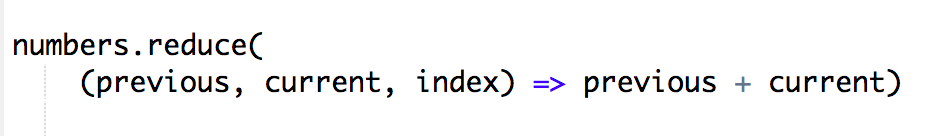 numbers.reduce(
(previous, current, index) => previous + current)